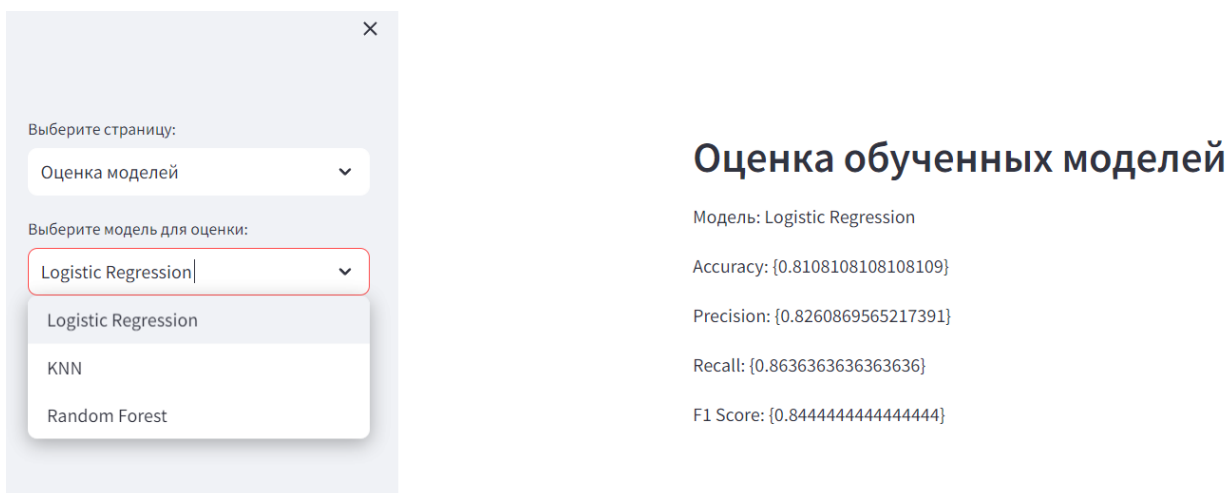 Выберите страницу:
Оценка моделей
Выберите модель для оценки:
Logistic Regression
Logistic Regression
KNN
Random Forest
Оценка обученных моделей
Модель: Logistic Regression
Accuracy: {0.8108108108108109}
Precision: {0.8260869565217391}
Recall: {0.8636363636363636}
F1 Score: {0.8444444444444444}